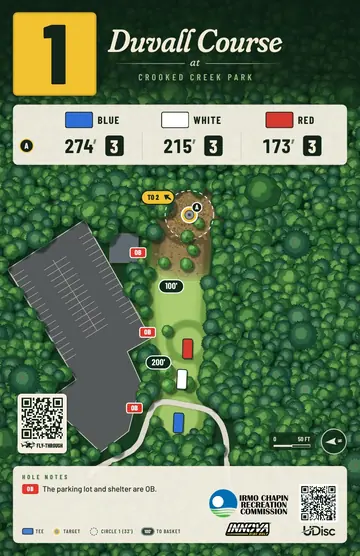 1
Duvall Course
at
CROOKED CREEK PARK
BLUE
WHITE
RED
A 274' 3 215' 3 173' 3
TO 2
A
OB
100'
OB
200'
OB
FLY-THROUGH
0 50 FT
HOLE NOTES
OB The parking lot and shelter are OB.
TEE TARGET CIRCLE 1 (33') 100' TO BASKET
IRMO CHAPIN
RECREATION
COMMISSION
INNOVA
UDisc